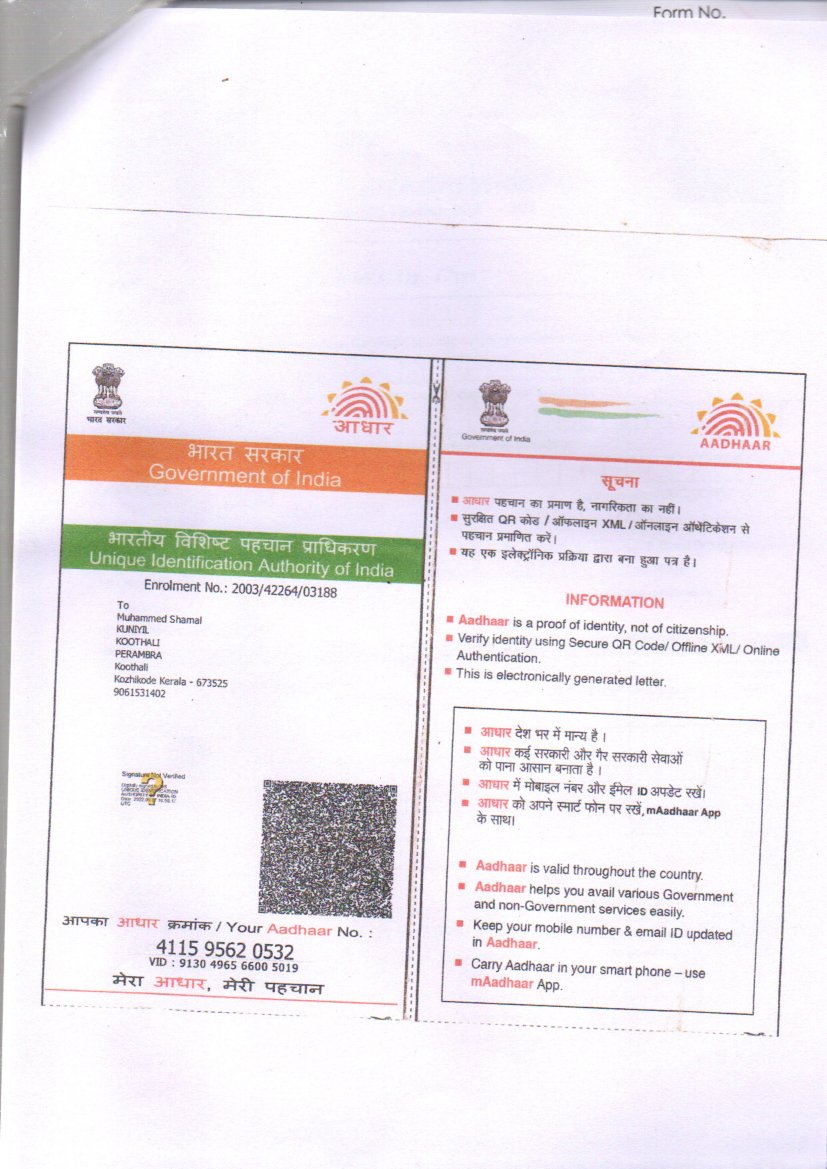 Form No.
सत्यमेव जयते
भारत सरकार
आधार
भारत सरकार
Government of India
भारतीय विशिष्ट पहचान प्राधिकरण
Unique Identification Authority of India
Enrolment No.: 2003/42264/03188
To
Muhammed Shamal
KUNIYIL
KOOTHALI
PERAMBRA
Koothali
Kozhikode Kerala - 673525
9061531402
Signature Not Verified
आपका आधार क्रमांक / Your Aadhaar No. :
4115 9562 0532
VID : 9130 4965 6600 5019
मेरा आधार, मेरी पहचान
सत्यमेव जयते
Government of India
AADHAAR
सूचना
आधार पहचान का प्रमाण है, नागरिकता का नहीं।
सुरक्षित QR कोड / ऑफलाइन XML / ऑनलाइन ऑथेंटिकेशन से
पहचान प्रमाणित करें।
यह एक इलेक्ट्रॉनिक प्रक्रिया द्वारा बना हुआ पत्र है।
INFORMATION
Aadhaar is a proof of identity, not of citizenship.
Verify identity using Secure QR Code/ Offline XML/ Online
Authentication.
This is electronically generated letter.
आधार देश भर में मान्य है।
आधार कई सरकारी और गैर सरकारी सेवाओं
को पाना आसान बनाता है।
आधार में मोबाइल नंबर और ईमेल ID अपडेट रखें।
आधार को अपने स्मार्ट फोन पर रखें, mAadhaar App
के साथ।
Aadhaar is valid throughout the country.
Aadhaar helps you avail various Government
and non-Government services easily.
Keep your mobile number & email ID updated
in Aadhaar.
Carry Aadhaar in your smart phone – use
mAadhaar App.